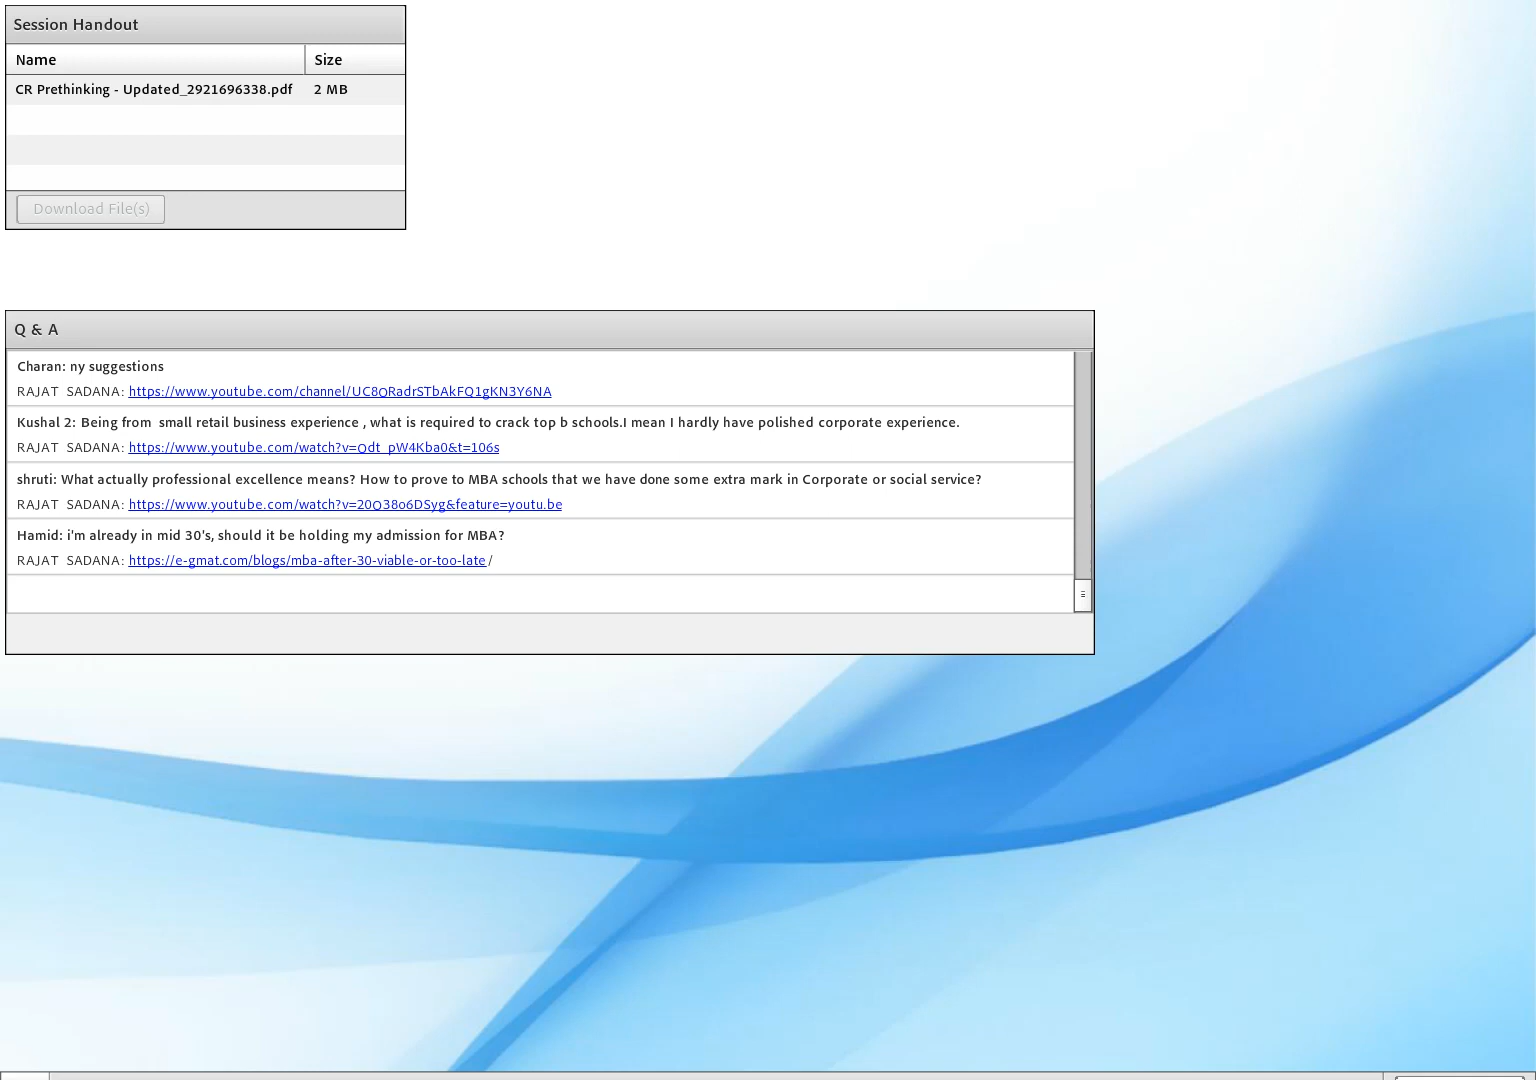 Session Handout
Name Size
CR Prethinking - Updated_2921696338.pdf 2 MB
Download File(s)
Q & A
Charan: ny suggestions
RAJAT SADANA: https://www.youtube.com/channel/UC8QRadrSTbAkFQ1gKN3Y6NA
Kushal 2: Being from small retail business experience , what is required to crack top b schools.I mean I hardly have polished corporate experience.
RAJAT SADANA: https://www.youtube.com/watch?v=Qdt_pW4Kba0&t=106s
shruti: What actually professional excellence means? How to prove to MBA schools that we have done some extra mark in Corporate or social service?
RAJAT SADANA: https://www.youtube.com/watch?v=20Q38o6DSyg&feature=youtu.be
Hamid: i'm already in mid 30's, should it be holding my admission for MBA?
RAJAT SADANA: https://e-gmat.com/blogs/mba-after-30-viable-or-too-late/